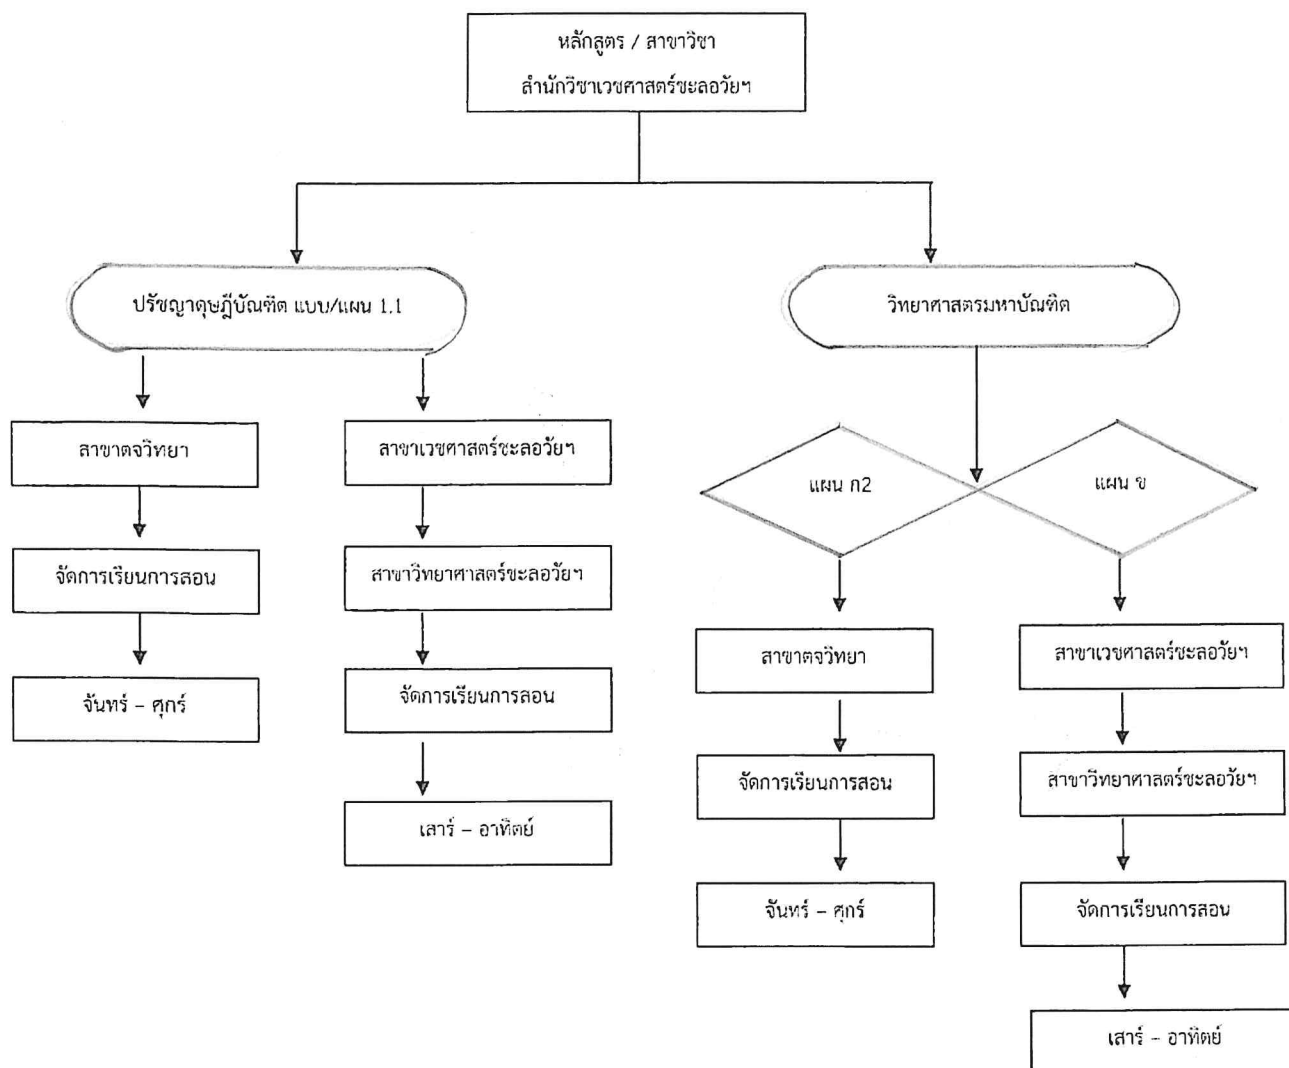 หลักสูตร / สาขาวิชา
สำนักวิชาเวชศาสตร์ชะลอวัยฯ
ปรัชญาดุษฎีบัณฑิต แบบ/แผน 1.1
วิทยาศาสตรมหาบัณฑิต
สาขาตจวิทยา
สาขาเวชศาสตร์ชะลอวัยฯ
จัดการเรียนการสอน
สาขาวิทยาศาสตร์ชะลอวัยฯ
จันทร์ – ศุกร์
จัดการเรียนการสอน
เสาร์ – อาทิตย์
แผน ก2
แผน ข
สาขาตจวิทยา
สาขาเวชศาสตร์ชะลอวัยฯ
จัดการเรียนการสอน
สาขาวิทยาศาสตร์ชะลอวัยฯ
จันทร์ – ศุกร์
จัดการเรียนการสอน
เสาร์ – อาทิตย์